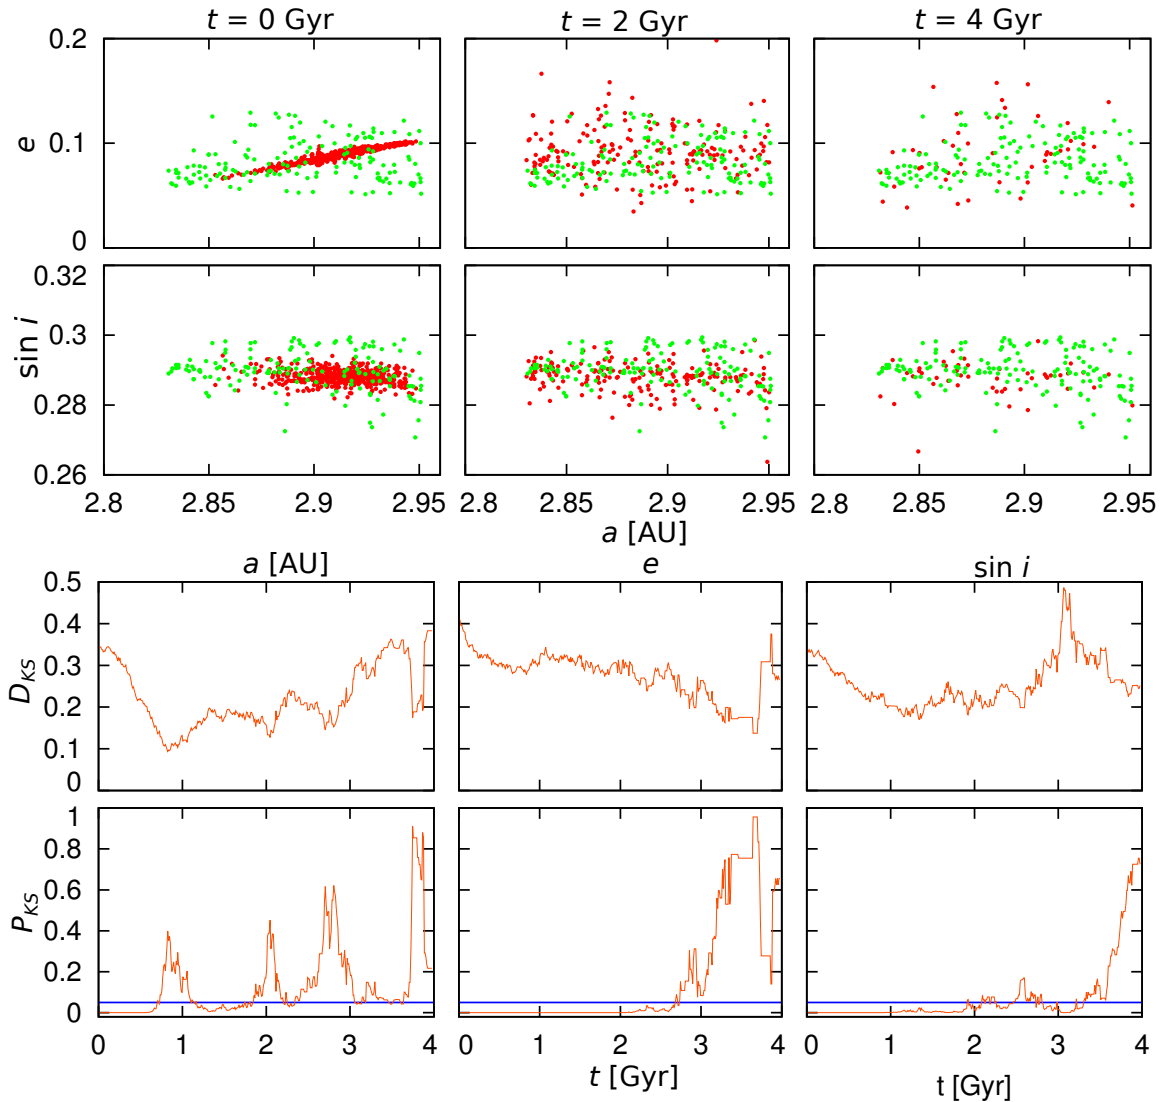 t = 0 Gyr t = 2 Gyr t = 4 Gyr
0.2
0.1
0
e
0.32
0.3
0.28
0.26
sin i
2.8 2.85 2.9 2.95 2.8 2.85 2.9 2.95 2.8 2.85 2.9 2.95
a [AU]
a [AU] e sin i
0.5
0.4
0.3
0.2
0.1
0
D_KS
1
0.8
0.6
0.4
0.2
0
P_KS
0 1 2 3 4 0 1 2 3 4 0 1 2 3 4
t [Gyr] t [Gyr]